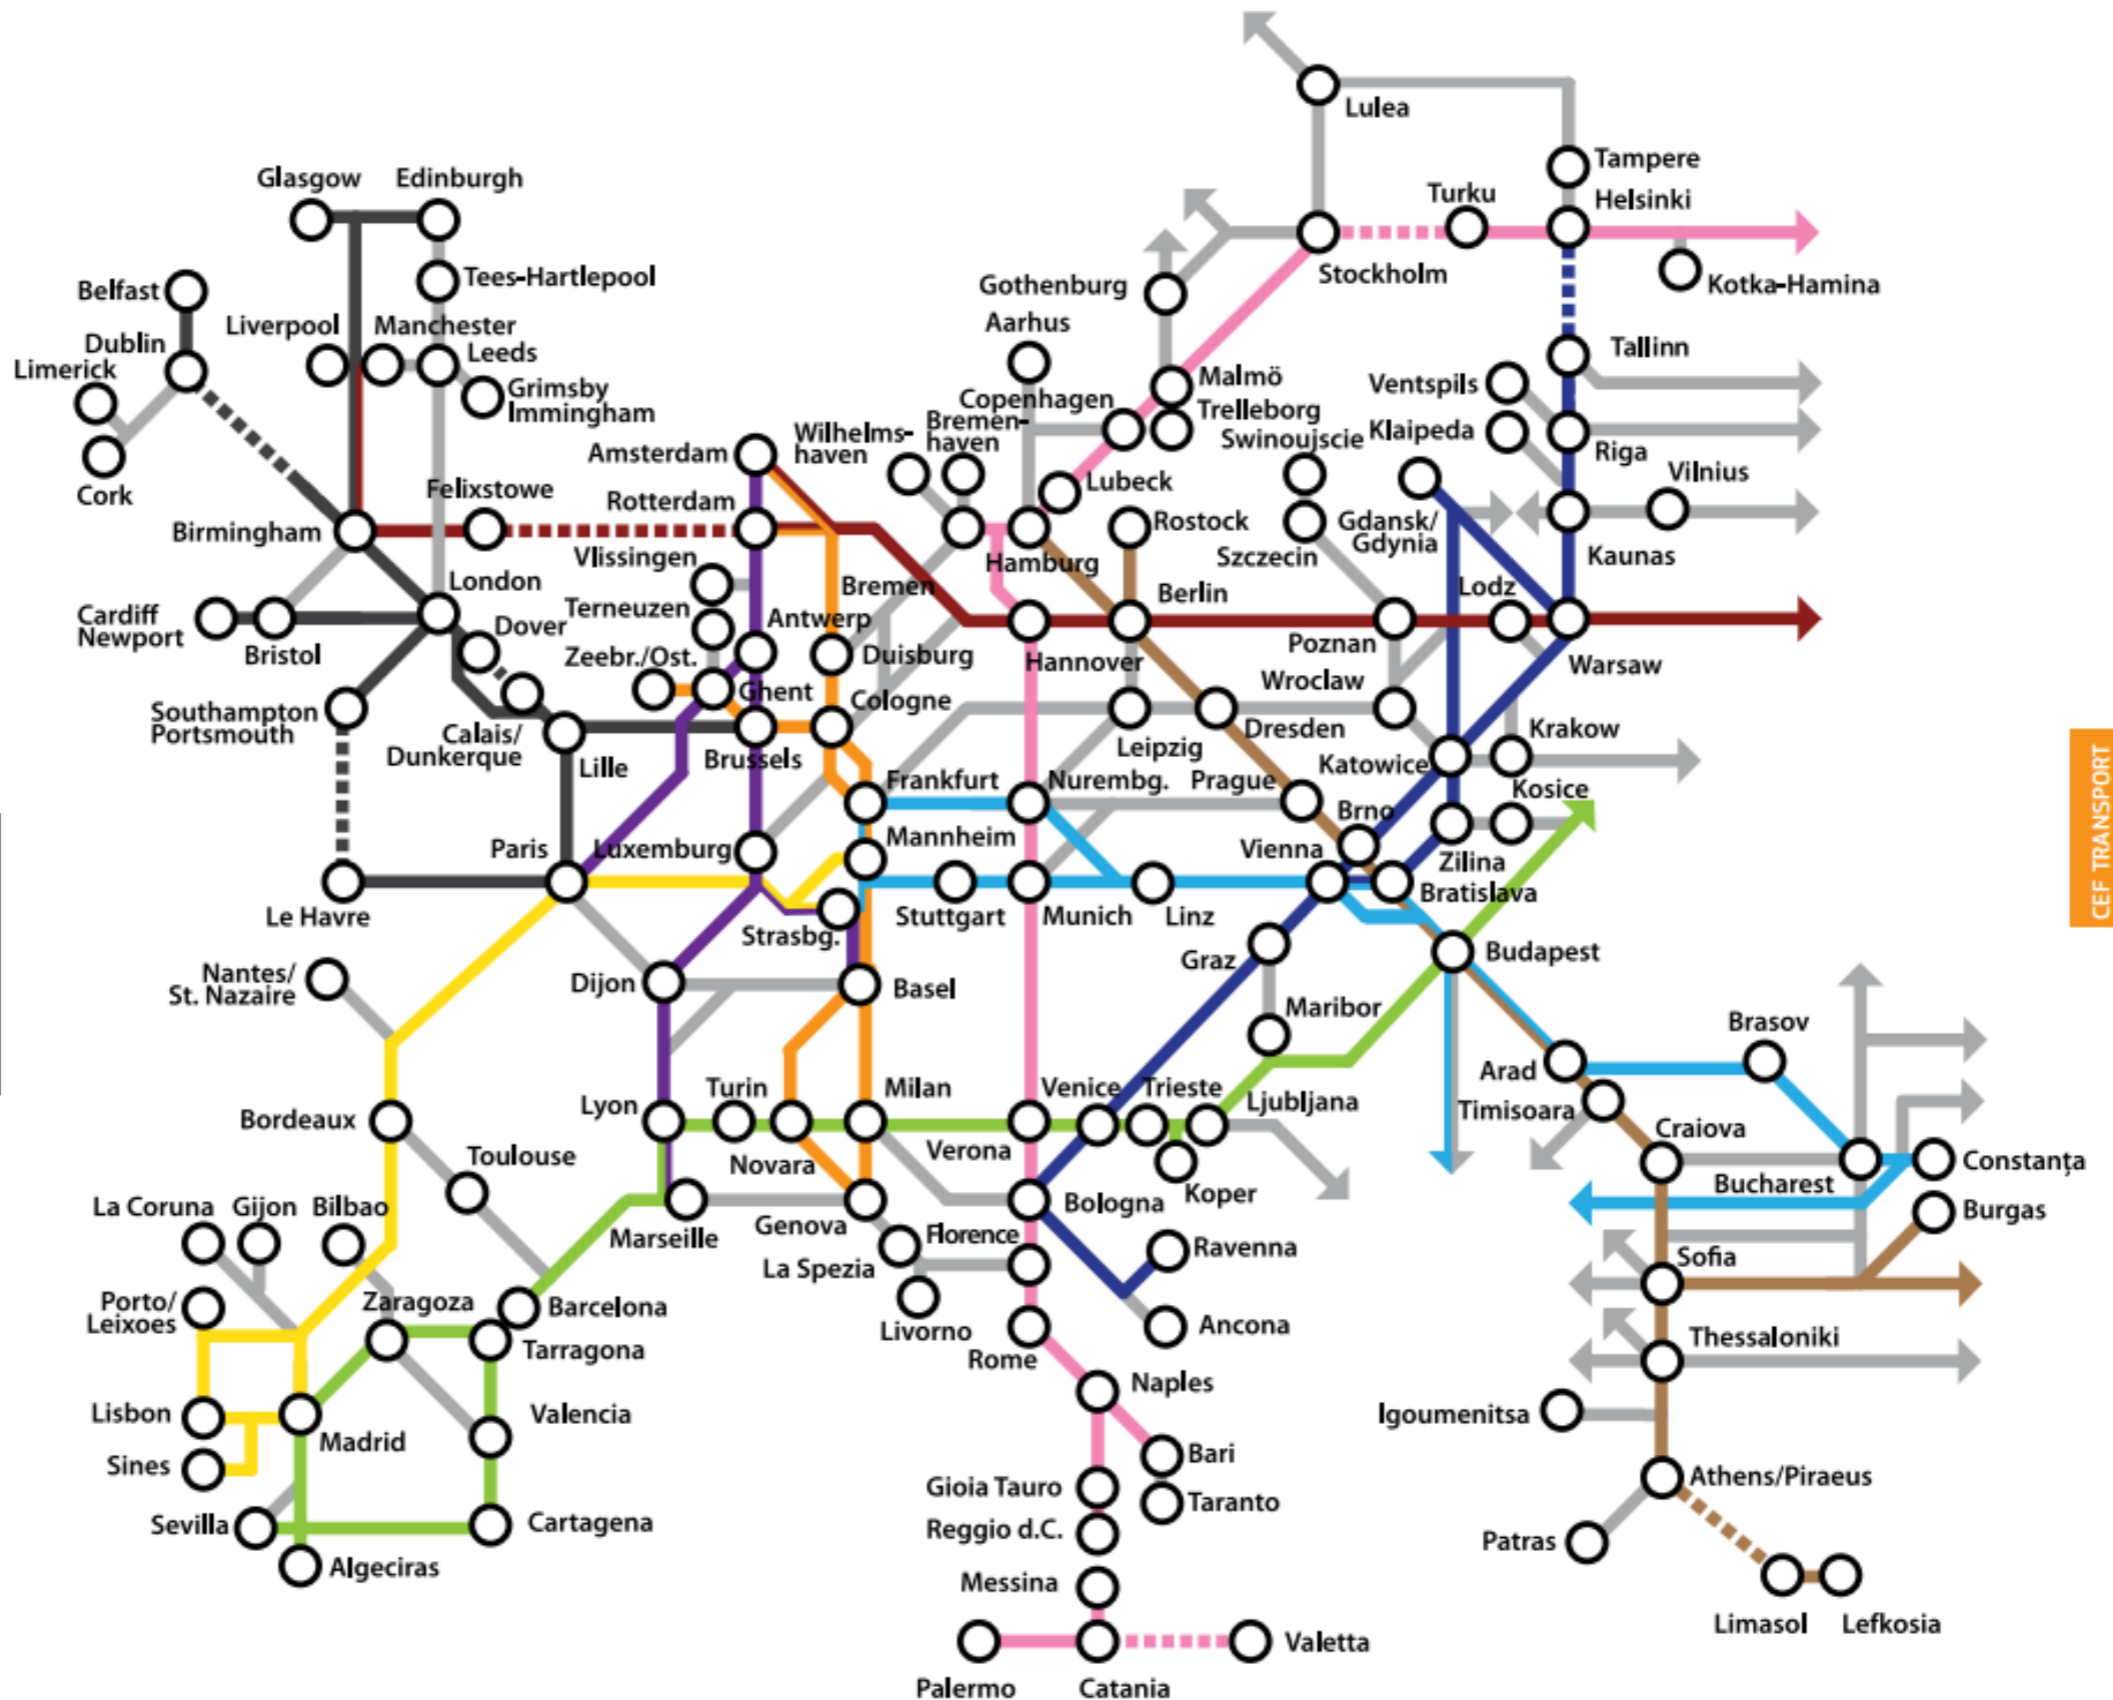 Lulea
Tampere
Glasgow
Edinburgh
Turku
Helsinki
Stockholm
Tees-Hartlepool
Belfast
Gothenburg
Kotka-Hamina
Liverpool
Manchester
Aarhus
Dublin
Leeds
Tallinn
Limerick
Malmö
Ventspils
Grimsby
Immingham
Copenhagen
Trelleborg
Bremen-
haven
Wilhelms-
haven
Swinoujscie
Klaipeda
Amsterdam
Riga
Vilnius
Cork
Felixstowe
Rotterdam
Lubeck
Rostock
Gdansk/
Gdynia
Birmingham
Vlissingen
Hamburg
Szczecin
Kaunas
London
Bremen
Berlin
Lodz
Cardiff
Newport
Terneuzen
Antwerp
Dover
Poznan
Bristol
Zeebr./Ost.
Duisburg
Hannover
Warsaw
Ghent
Cologne
Wroclaw
Southampton
Portsmouth
Calais/
Dunkerque
Dresden
Krakow
Lille
Brussels
Leipzig
Katowice
Frankfurt
Nurembg.
Prague
Kosice
Brno
Paris
Luxemburg
Mannheim
Vienna
Zilina
Bratislava
Le Havre
Stuttgart
Munich
Linz
Strasbg.
Graz
Budapest
Nantes/
St. Nazaire
Dijon
Basel
Maribor
Brasov
Arad
Turin
Milan
Venice
Trieste
Ljubljana
Timisoara
Bordeaux
Lyon
Craiova
Verona
Toulouse
Novara
Constanţa
Koper
Bucharest
La Coruna
Gijon
Bilbao
Bologna
Burgas
Marseille
Genova
Florence
Ravenna
La Spezia
Sofia
Porto/
Leixoes
Zaragoza
Barcelona
Livorno
Ancona
Thessaloniki
Tarragona
Rome
Naples
Lisbon
Valencia
Igoumenitsa
Madrid
Sines
Bari
Gioia Tauro
Athens/Piraeus
Taranto
Sevilla
Cartagena
Reggio d.C.
Patras
Algeciras
Messina
Limasol
Lefkosia
Valetta
Palermo
Catania
CEF TRANSPORT